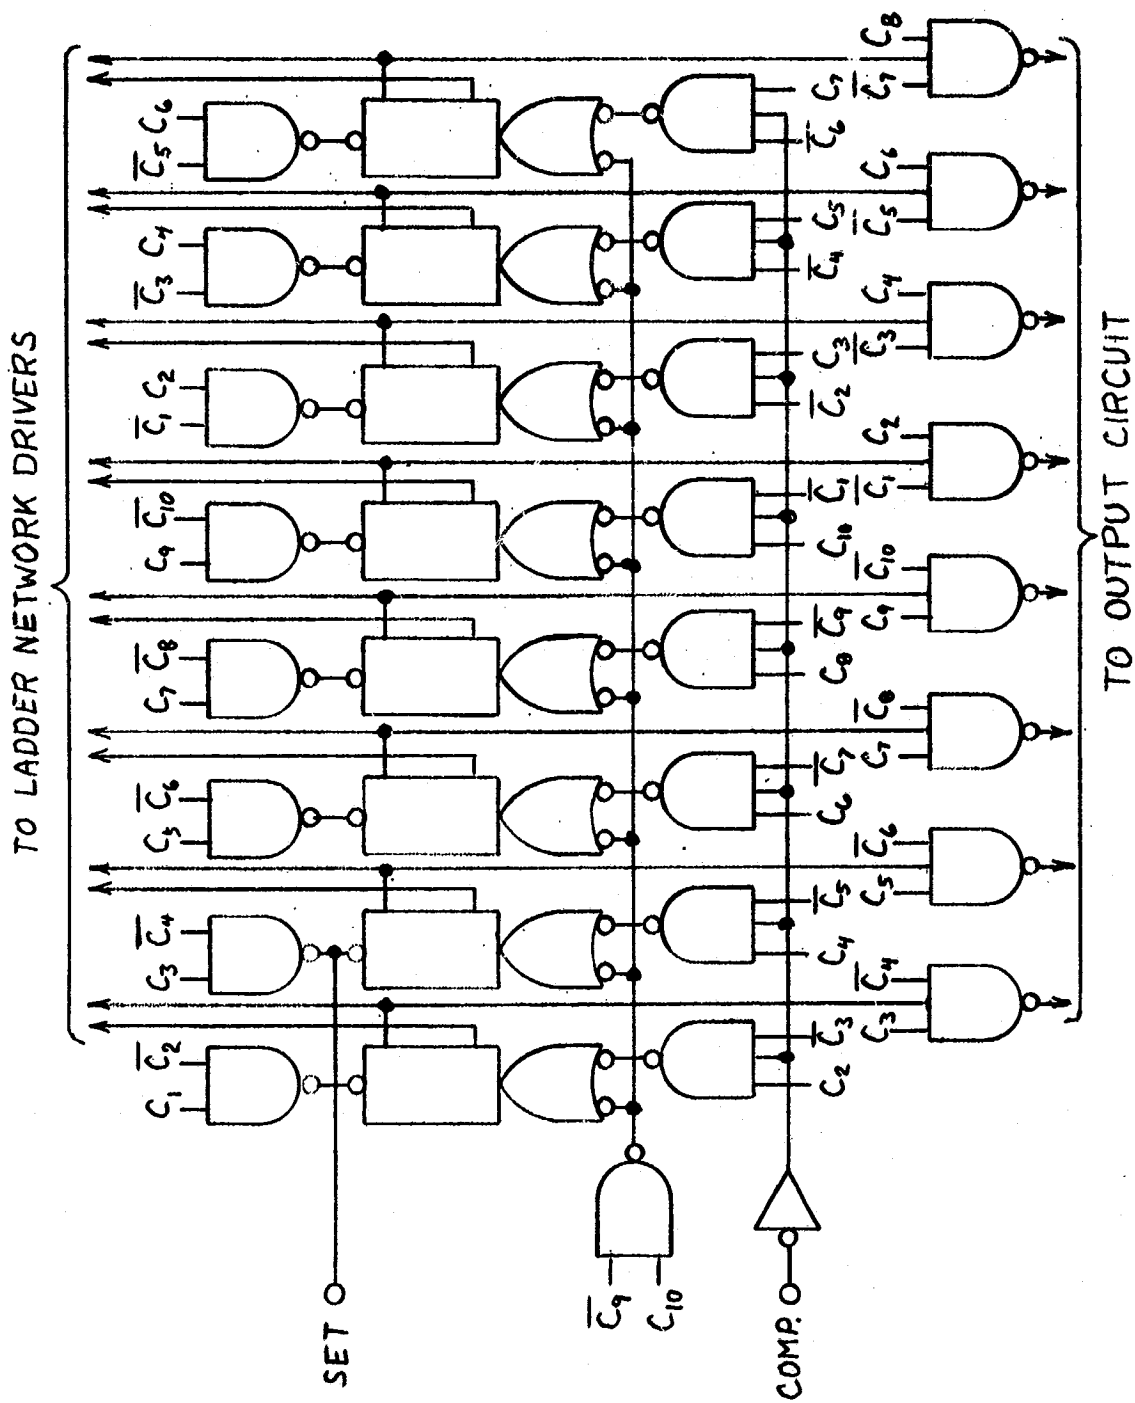 TO LADDER NETWORK DRIVERS
C₁ C̅₂ C₃ C̅₄ C₅ C̅₆ C₇ C̅₈ C₉ C̅₁₀ C̅₁ C₂ C̅₃ C₄ C̅₅ C₆
SET
C̅₉
C₁₀
COMP.
C₂ C̅₃ C₄ C̅₅ C₆ C̅₇ C₈ C̅₉ C₁₀ C̅₁ C̅₂ C₃ C̅₄ C₅ C̅₆ C₇
C₃ C̅₄ C₅ C̅₆ C₇ C̅₈ C₉ C̅₁₀ C̅₁ C₂ C̅₃ C₄ C̅₅ C₆ C̅₇ C₈
TO OUTPUT CIRCUIT